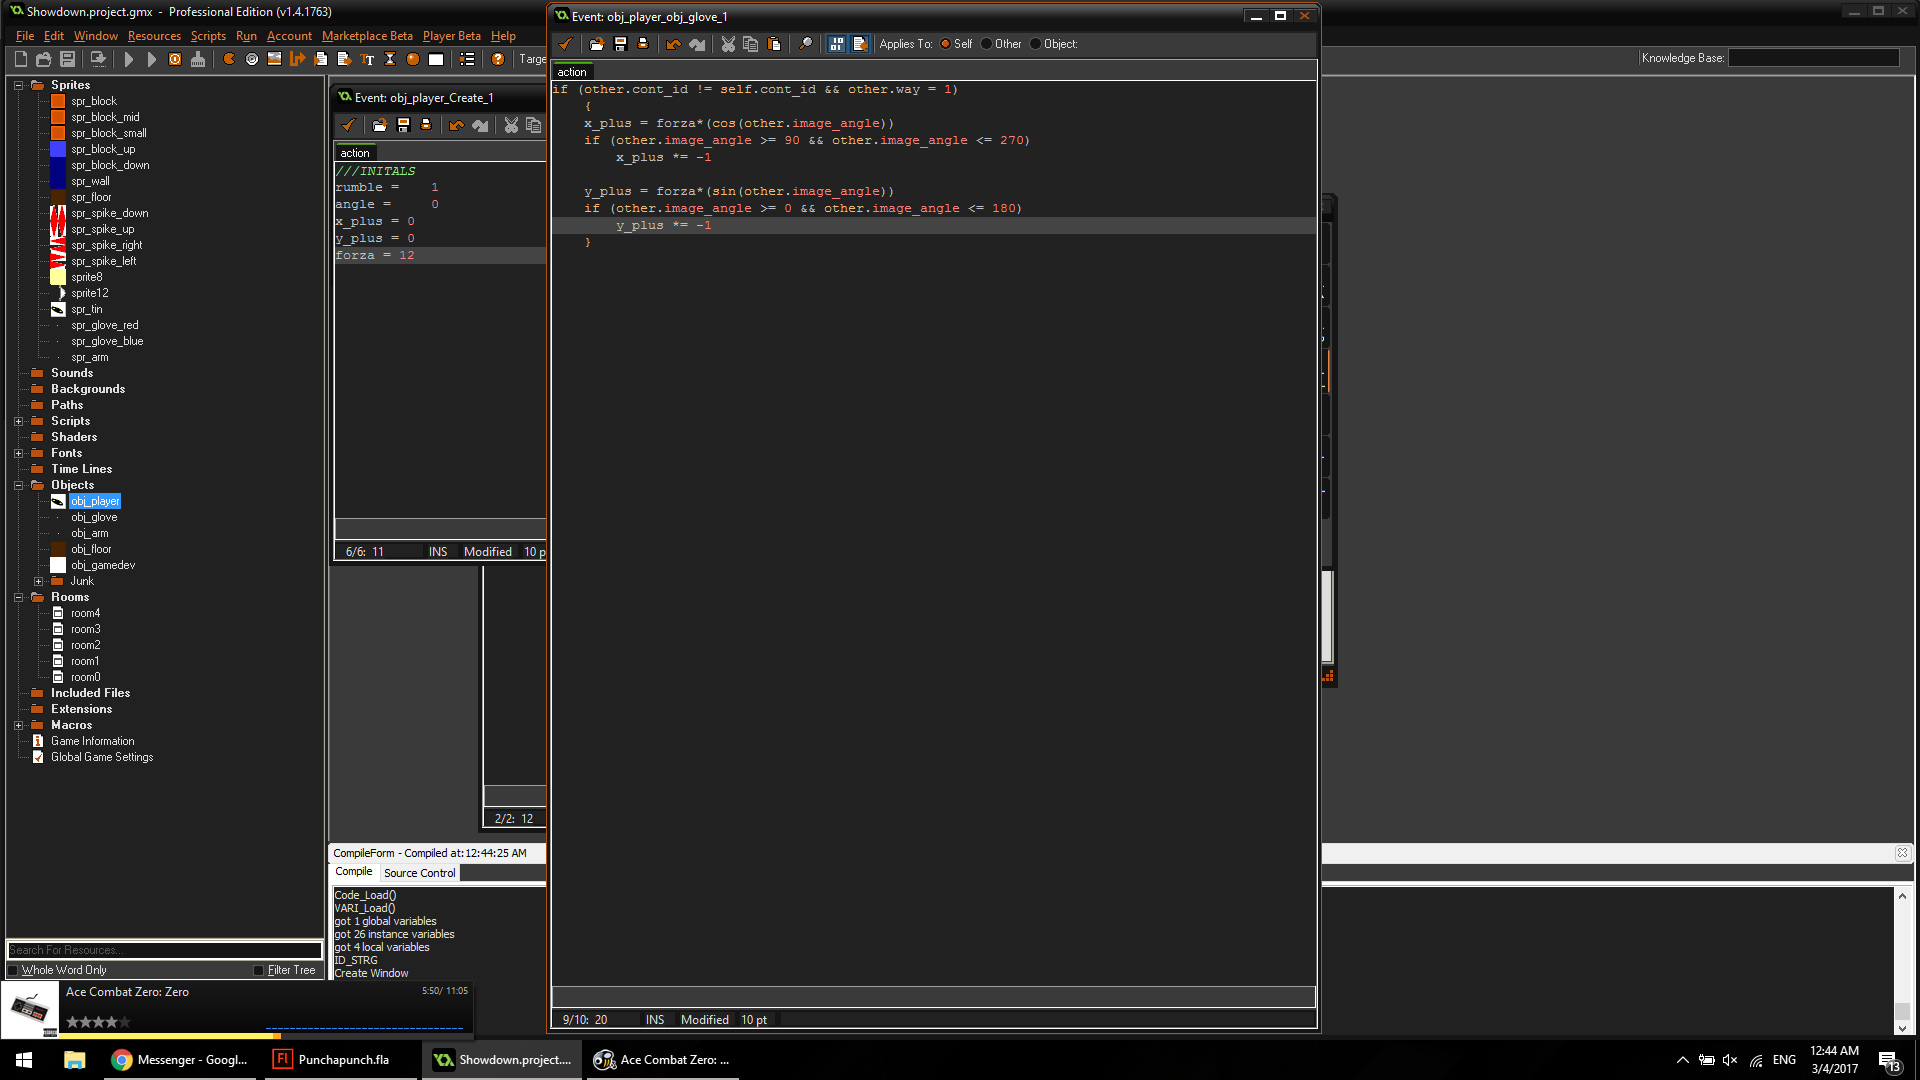 Showdown.project.gmx - Professional Edition (v1.4.1763)
File Edit Window Resources Scripts Run Account Marketplace Beta Player Beta Help
Knowledge Base:
Sprites
spr_block
spr_block_mid
spr_block_small
spr_block_up
spr_block_down
spr_wall
spr_floor
spr_spike_down
spr_spike_up
spr_spike_right
spr_spike_left
sprite8
sprite12
spr_tin
spr_glove_red
spr_glove_blue
spr_arm
Sounds
Backgrounds
Paths
Scripts
Shaders
Fonts
Time Lines
Objects
obj_player
obj_glove
obj_arm
obj_floor
obj_gamedev
Junk
Rooms
room4
room3
room2
room1
room0
Included Files
Extensions
Macros
Game Information
Global Game Settings
Search For Resources...
Whole Word Only Filter Tree
Event: obj_player_Create_1
action
///INITALS
rumble = 1
angle = 0
x_plus = 0
y_plus = 0
forza = 12
6/6: 11 INS Modified 10 p
2/2: 12
Event: obj_player_obj_glove_1
Applies To: Self Other Object:
action
if (other.cont_id != self.cont_id && other.way = 1)
{
x_plus = forza*(cos(other.image_angle))
if (other.image_angle >= 90 && other.image_angle <= 270)
x_plus *= -1
y_plus = forza*(sin(other.image_angle))
if (other.image_angle >= 0 && other.image_angle <= 180)
y_plus *= -1
}
9/10: 20 INS Modified 10 pt
CompileForm - Compiled at:12:44:25 AM
Compile Source Control
Code_Load()
VARI_Load()
got 1 global variables
got 26 instance variables
got 4 local variables
ID_STRG
Create Window
Ace Combat Zero: Zero 5:50/ 11:05
Messenger - Googl...
Punchapunch.fla
Showdown.project....
Ace Combat Zero: ...
ENG
12:44 AM
3/4/2017
13